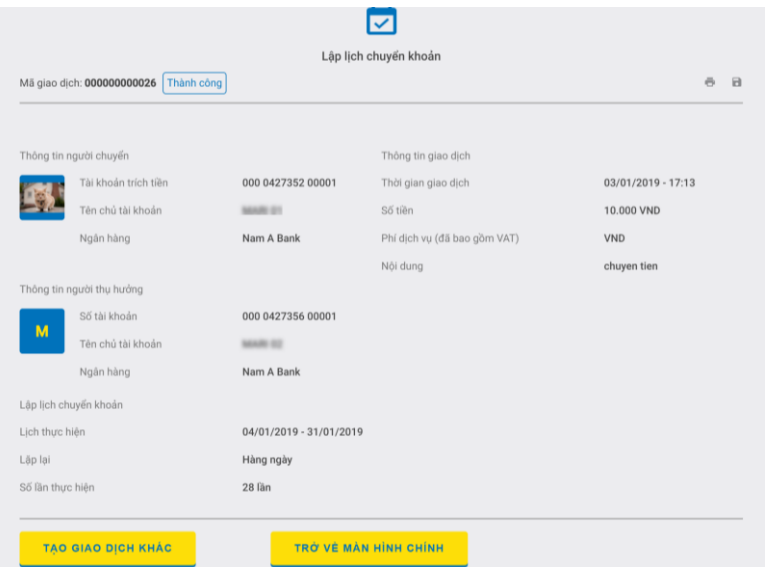 Lập lịch chuyển khoản
Mã giao dịch: 000000000026 Thành công
Thông tin người chuyển
Tài khoản trích tiền 000 0427352 00001
Tên chủ tài khoản
Ngân hàng Nam A Bank
Thông tin giao dịch
Thời gian giao dịch 03/01/2019 - 17:13
Số tiền 10.000 VND
Phí dịch vụ (đã bao gồm VAT) VND
Nội dung chuyen tien
Thông tin người thụ hưởng
M
Số tài khoản 000 0427356 00001
Tên chủ tài khoản
Ngân hàng Nam A Bank
Lập lịch chuyển khoản
Lịch thực hiện 04/01/2019 - 31/01/2019
Lặp lại Hàng ngày
Số lần thực hiện 28 lần
TẠO GIAO DỊCH KHÁC
TRỞ VỀ MÀN HÌNH CHÍNH